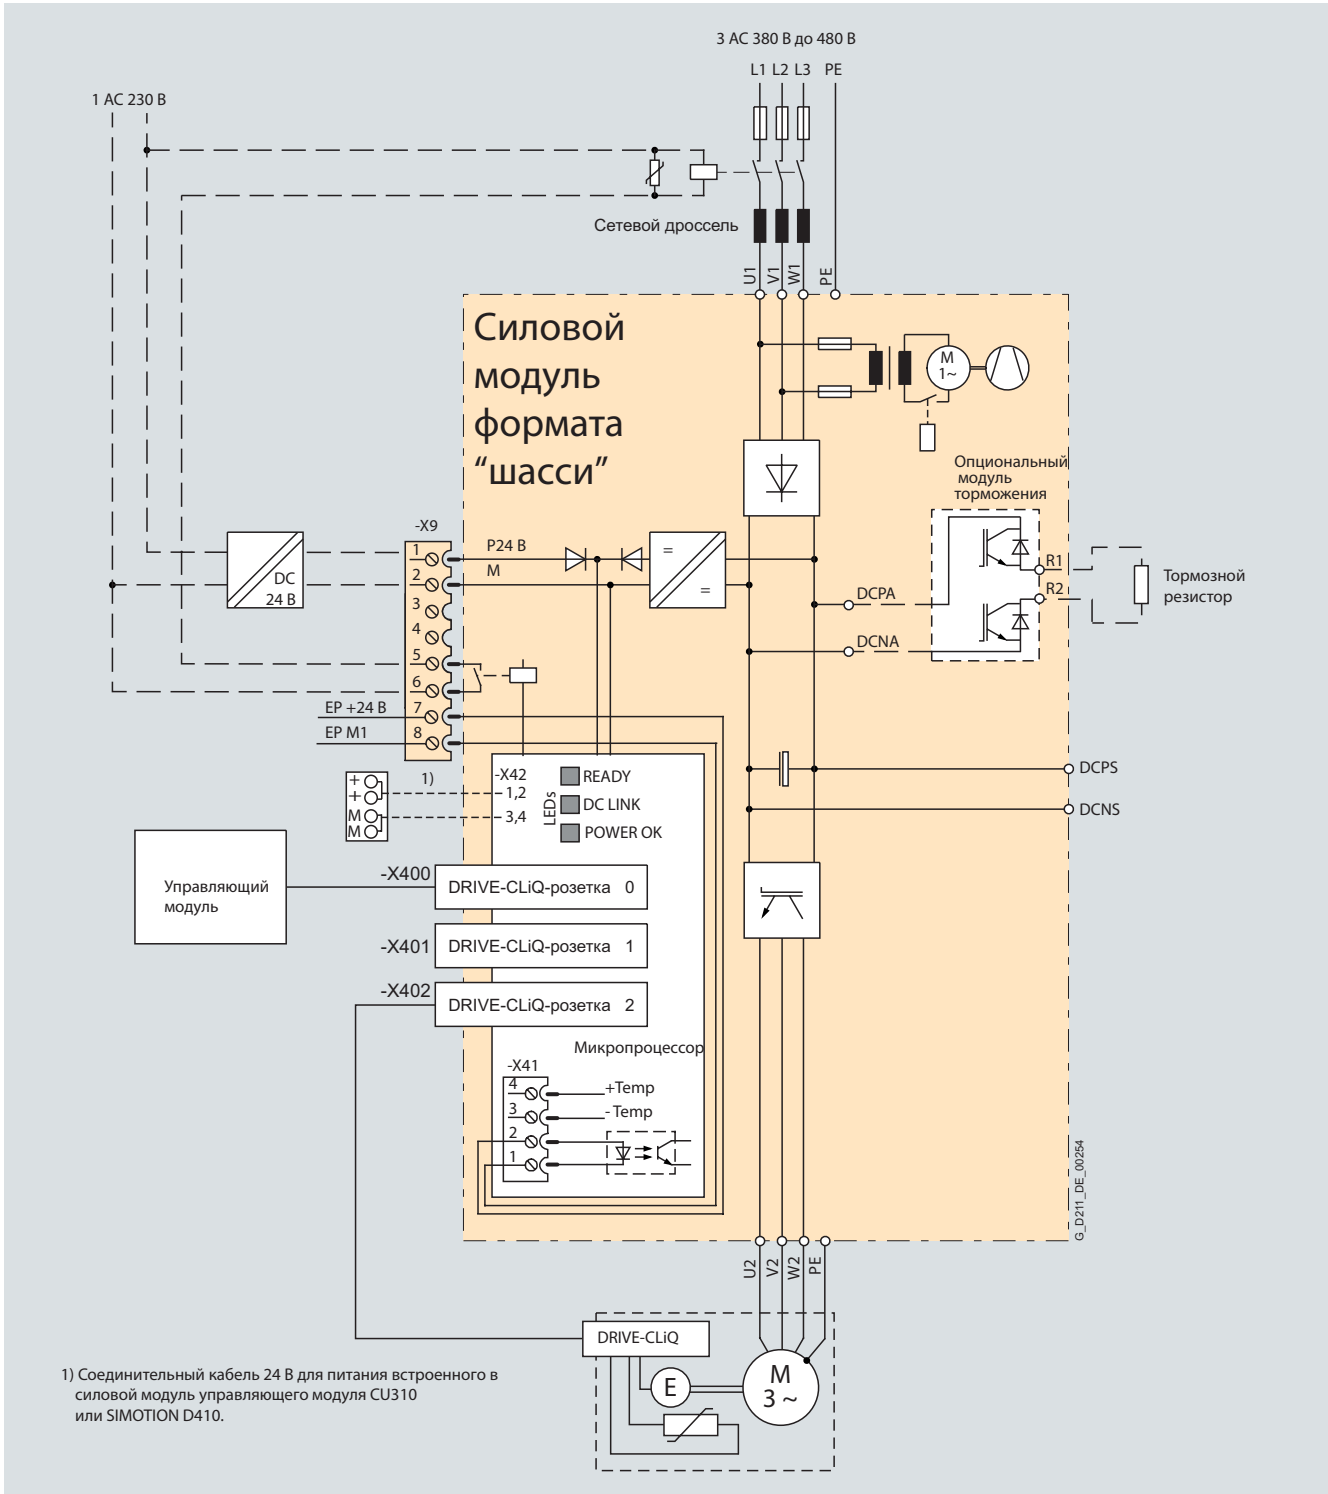 3 AC 380 В до 480 В
L1 L2 L3 PE
1 AC 230 В
Сетевой дроссель
U1
V1
W1
PE
Силовой
модуль
формата
“шасси”
M
1~
Опциональный
модуль
торможения
-X9
1
2
3
4
5
6
7
8
P24 В
M
=
=
DC
24 В
R1
R2
Тормозной
резистор
DCPA
DCNA
EP +24 В
EP M1
DCPS
DCNS
+
+
M
M
1)
-X42
1,2
3,4
LEDs
READY
DC LINK
POWER OK
Управляющий
модуль
-X400
DRIVE-CLiQ-розетка 0
-X401
DRIVE-CLiQ-розетка 1
-X402
DRIVE-CLiQ-розетка 2
Микропроцессор
-X41
4
3
2
1
+Temp
- Temp
G_D211_DE_00254
U2
V2
W2
PE
DRIVE-CLiQ
E
M
3 ~
1) Соединительный кабель 24 В для питания встроенного в
силовой модуль управляющего модуля CU310
или SIMOTION D410.